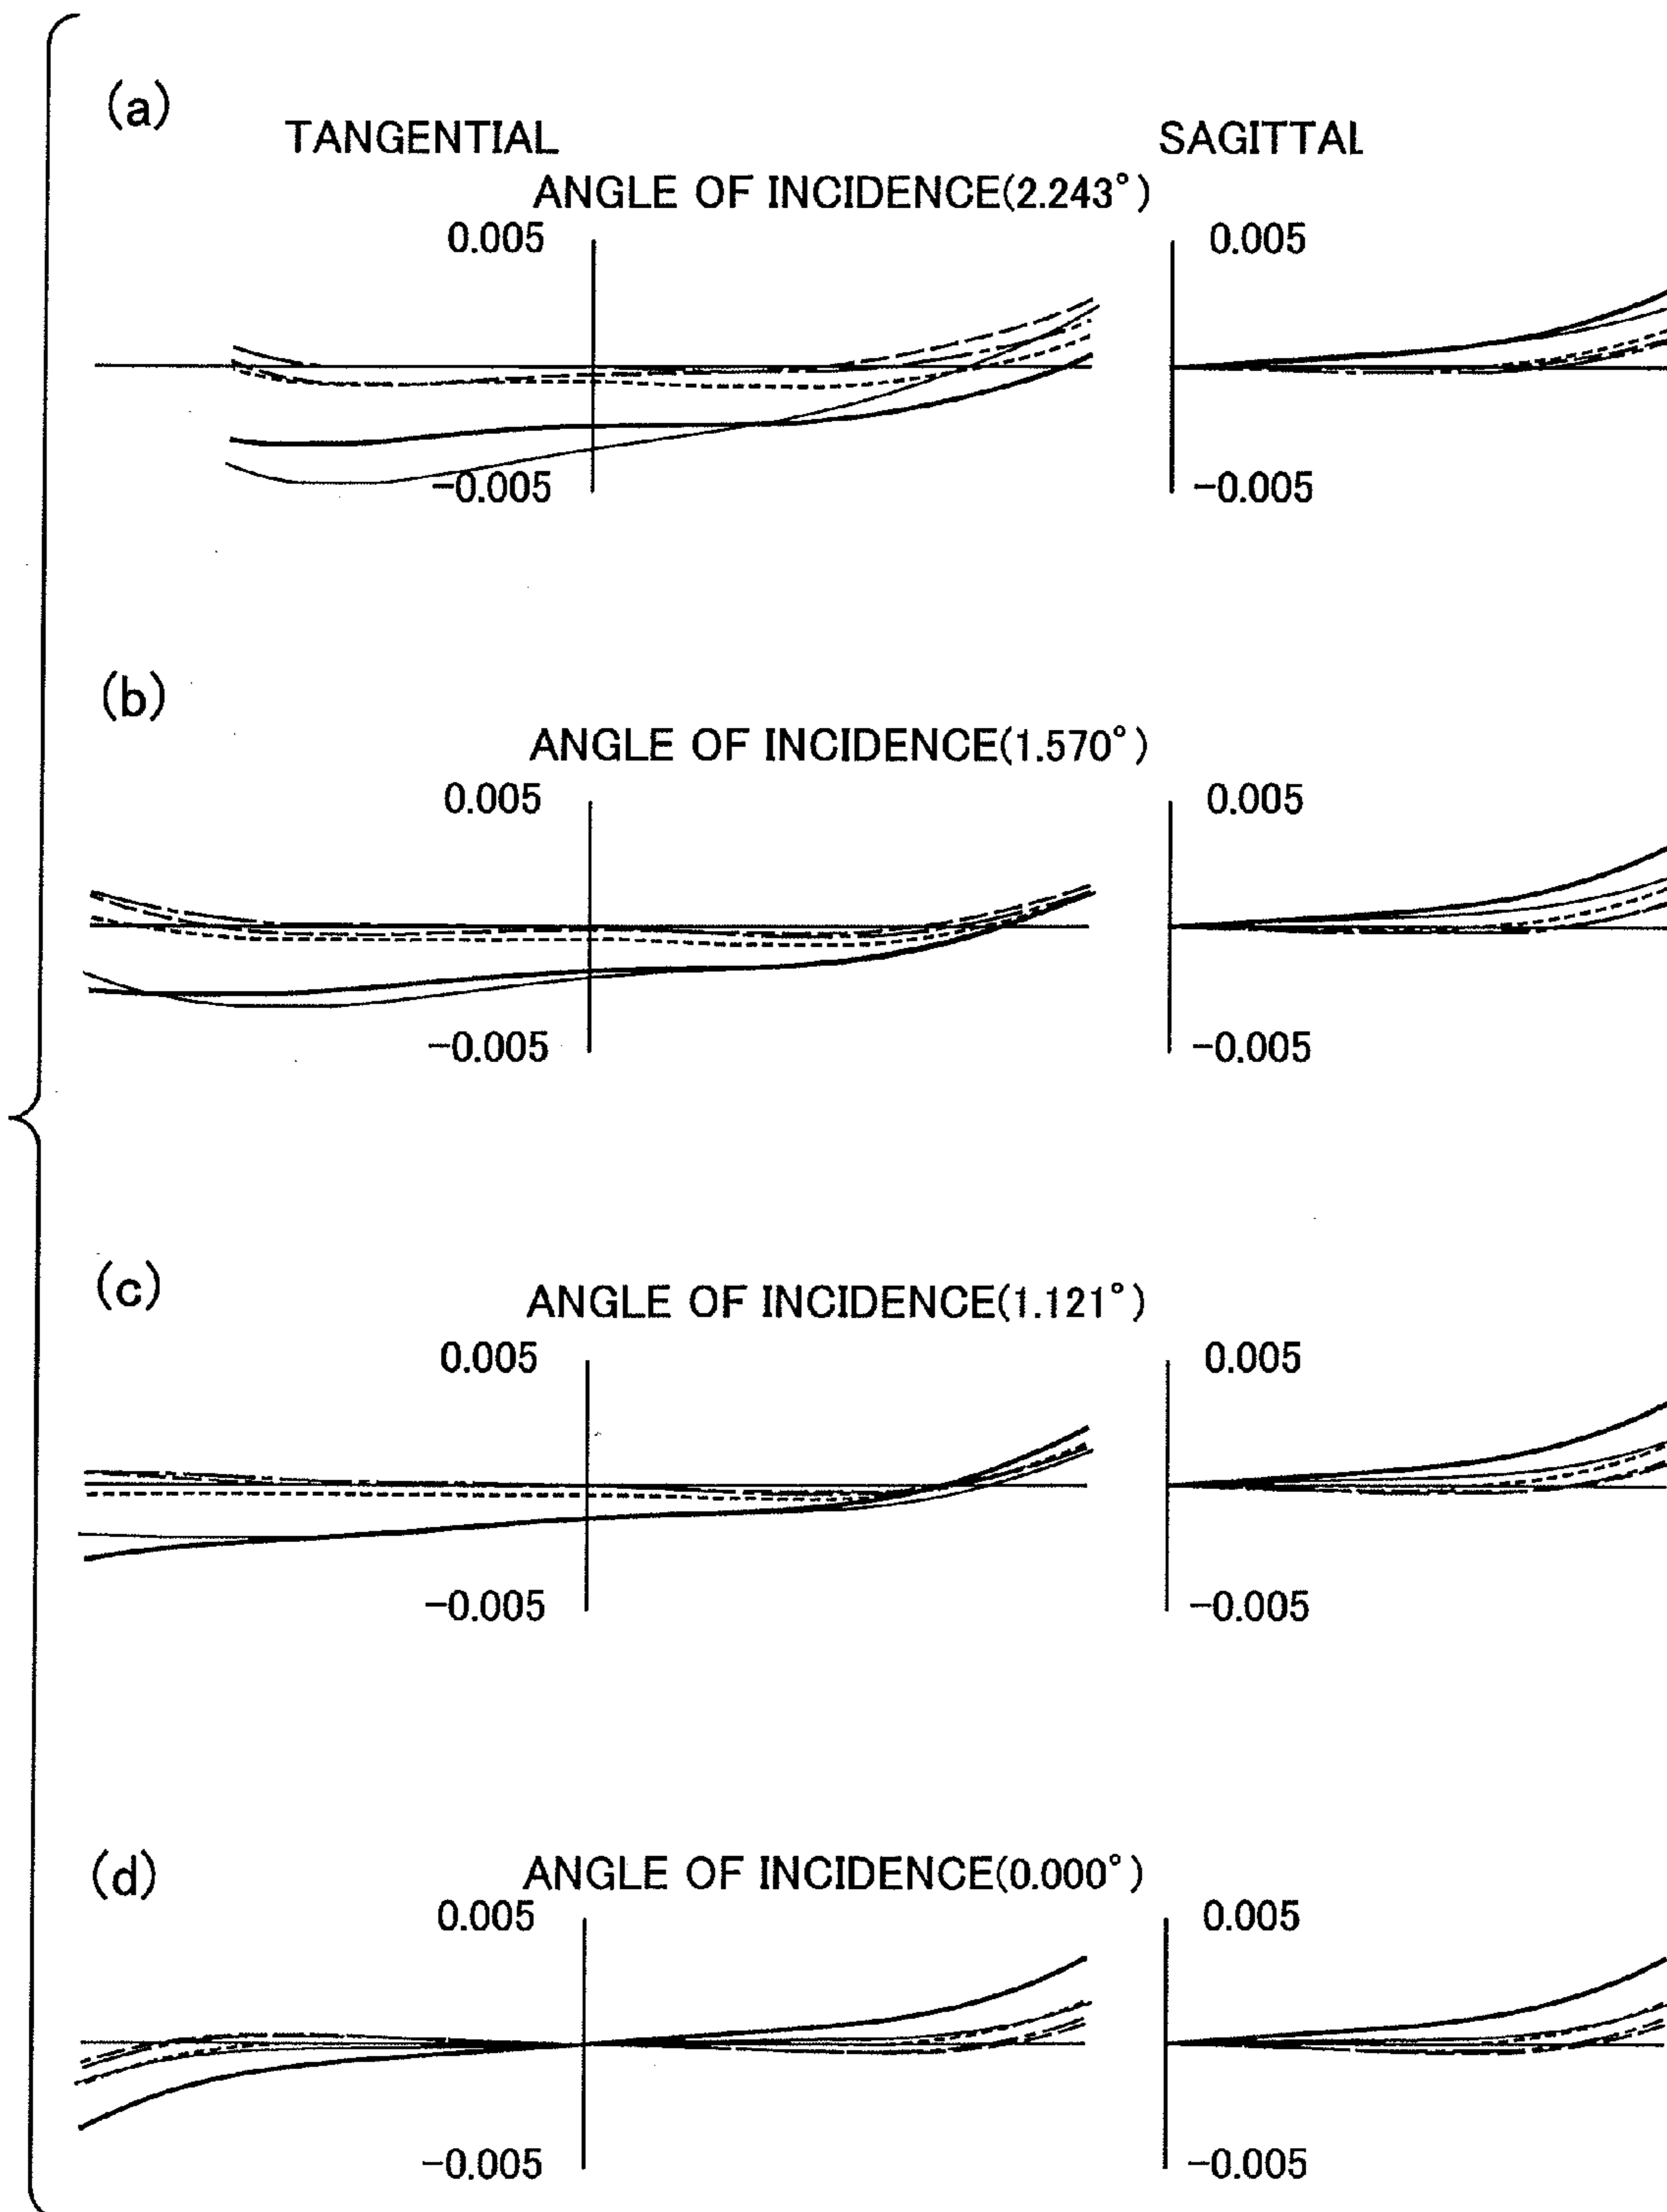 (a)
TANGENTIAL SAGITTAL
ANGLE OF INCIDENCE(2.243°)
0.005 0.005
−0.005 −0.005
(b)
ANGLE OF INCIDENCE(1.570°)
0.005 0.005
−0.005 −0.005
(c)
ANGLE OF INCIDENCE(1.121°)
0.005 0.005
−0.005 −0.005
(d)
ANGLE OF INCIDENCE(0.000°)
0.005 0.005
−0.005 −0.005